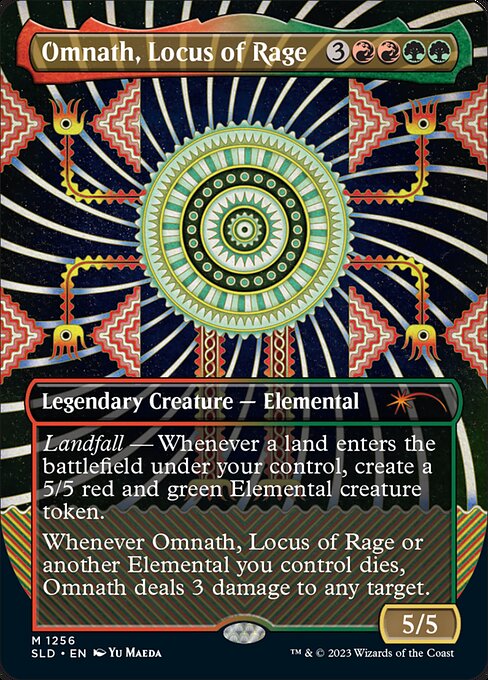 Omnath, Locus of Rage 3
Legendary Creature — Elemental
Landfall — Whenever a land enters the
battlefield under your control, create a
5/5 red and green Elemental creature
token.
Whenever Omnath, Locus of Rage or
another Elemental you control dies,
Omnath deals 3 damage to any target.
5/5
M 1256
SLD • EN Yu Maeda
™ & © 2023 Wizards of the Coast